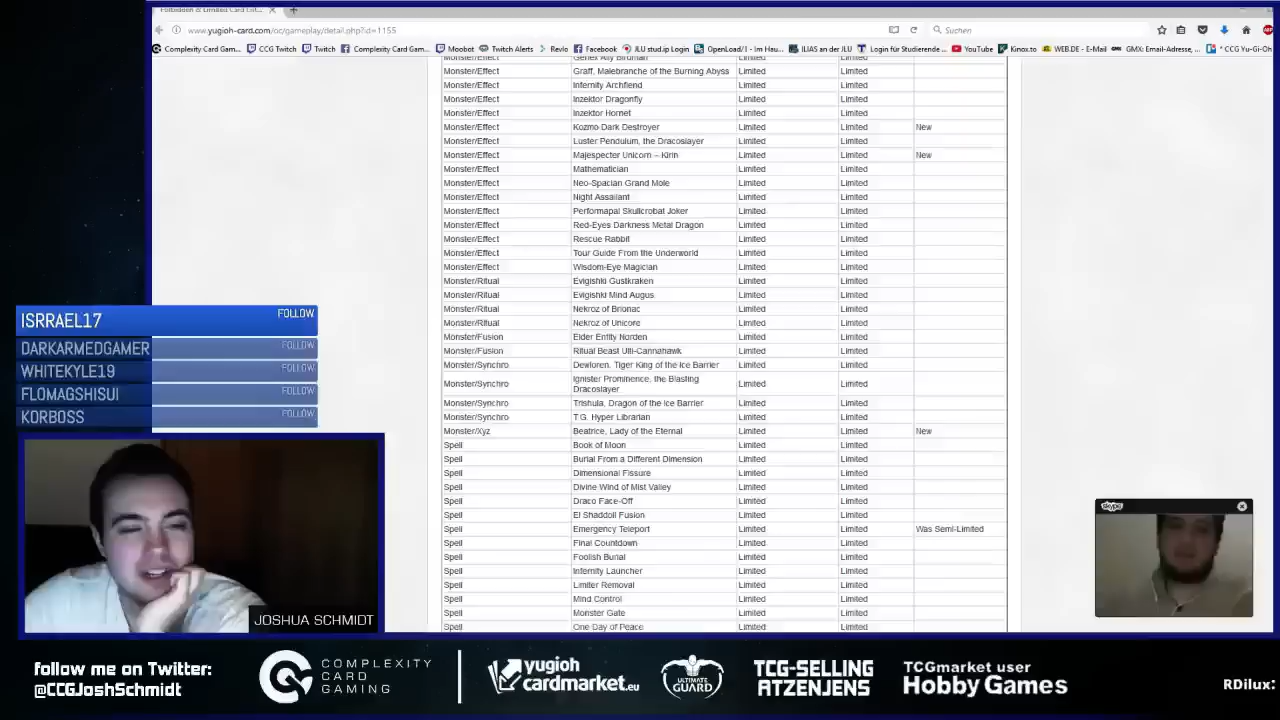 www.yugioh-card.com/oc/gameplay/detail.php?id=1155
Suchen
Complexity Card Gam... CCG Twitch Twitch Complexity Card Gam... Moobot Twitch Alerts Revlo Facebook JLU stud.ip Login OpenLoad / I - Im Hau... ILIAS an der JLU Login für Studierende ... YouTube Kinox.to WEB.DE - E-Mail GMX: Email-Adresse, ... * CCG Yu-Gi-Oh
Monster/Effect Genex Ally Birdman Limited Limited
Monster/Effect Graff, Malebranche of the Burning Abyss Limited Limited
Monster/Effect Infernity Archfiend Limited Limited
Monster/Effect Inzektor Dragonfly Limited Limited
Monster/Effect Inzektor Hornet Limited Limited
Monster/Effect Kozmo Dark Destroyer Limited Limited New
Monster/Effect Luster Pendulum, the Dracoslayer Limited Limited
Monster/Effect Majespecter Unicorn – Kirin Limited Limited New
Monster/Effect Mathematician Limited Limited
Monster/Effect Neo-Spacian Grand Mole Limited Limited
Monster/Effect Night Assailant Limited Limited
Monster/Effect Performapal Skullcrobat Joker Limited Limited
Monster/Effect Red-Eyes Darkness Metal Dragon Limited Limited
Monster/Effect Rescue Rabbit Limited Limited
Monster/Effect Tour Guide From the Underworld Limited Limited
Monster/Effect Wisdom-Eye Magician Limited Limited
Monster/Ritual Evigishki Gustkraken Limited Limited
Monster/Ritual Evigishki Mind Augus Limited Limited
Monster/Ritual Nekroz of Brionac Limited Limited
Monster/Ritual Nekroz of Unicore Limited Limited
Monster/Fusion Elder Entity Norden Limited Limited
Monster/Fusion Ritual Beast Ulti-Cannahawk Limited Limited
Monster/Synchro Dewloren, Tiger King of the Ice Barrier Limited Limited
Monster/Synchro Ignister Prominence, the Blasting Dracoslayer Limited Limited
Monster/Synchro Trishula, Dragon of the Ice Barrier Limited Limited
Monster/Synchro T.G. Hyper Librarian Limited Limited
Monster/Xyz Beatrice, Lady of the Eternal Limited Limited New
Spell Book of Moon Limited Limited
Spell Burial From a Different Dimension Limited Limited
Spell Dimensional Fissure Limited Limited
Spell Divine Wind of Mist Valley Limited Limited
Spell Draco Face-Off Limited Limited
Spell El Shaddoll Fusion Limited Limited
Spell Emergency Teleport Limited Limited Was Semi-Limited
Spell Final Countdown Limited Limited
Spell Foolish Burial Limited Limited
Spell Infernity Launcher Limited Limited
Spell Limiter Removal Limited Limited
Spell Mind Control Limited Limited
Spell Monster Gate Limited Limited
Spell One Day of Peace Limited Limited
ISRRAEL17 FOLLOW
DARKARMEDGAMER FOLLOW
WHITEKYLE19 FOLLOW
FLOMAGSHISUI FOLLOW
KORBOSS FOLLOW
JOSHUA SCHMIDT
skype
follow me on Twitter:
@CCGJoshSchmidt
COMPLEXITY
CARD
GAMING
yugioh
cardmarket.eu
ULTIMATE
GUARD
TCG-SELLING
ATZENJENS
TCGmarket user
Hobby Games
RDilux: